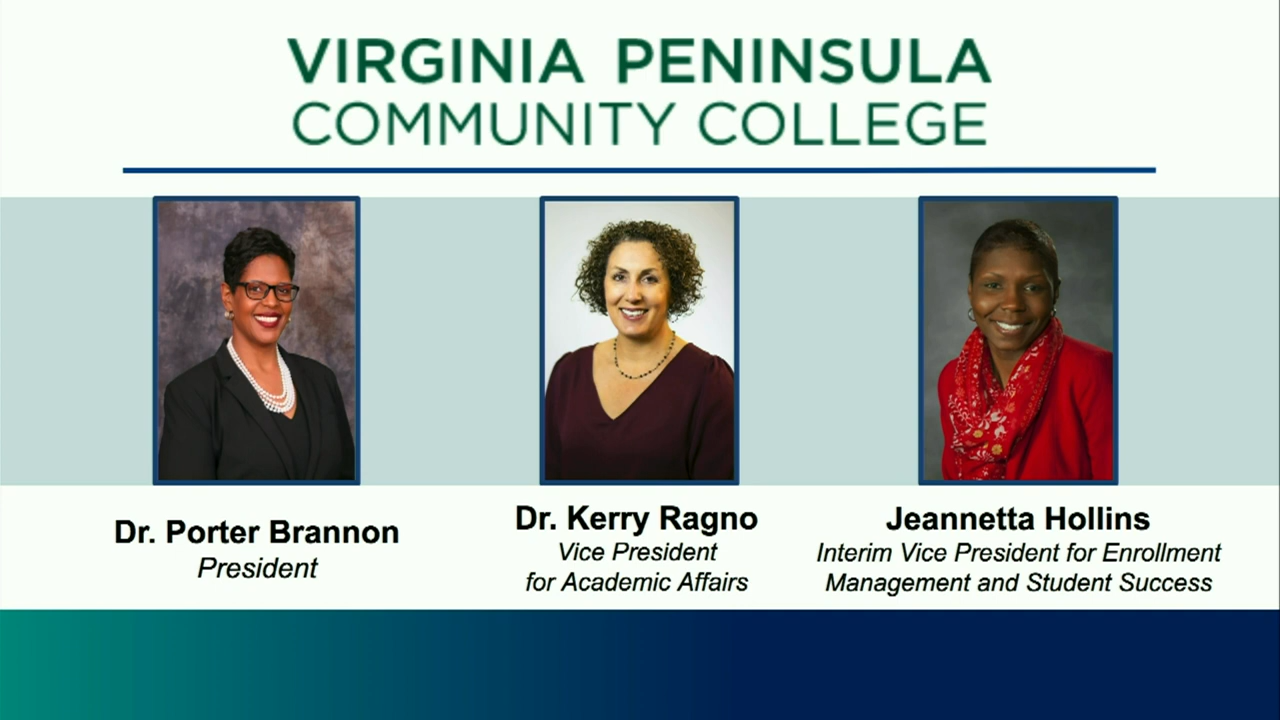 VIRGINIA PENINSULA
COMMUNITY COLLEGE
Dr. Porter Brannon
President
Dr. Kerry Ragno
Vice President
for Academic Affairs
Jeannetta Hollins
Interim Vice President for Enrollment
Management and Student Success